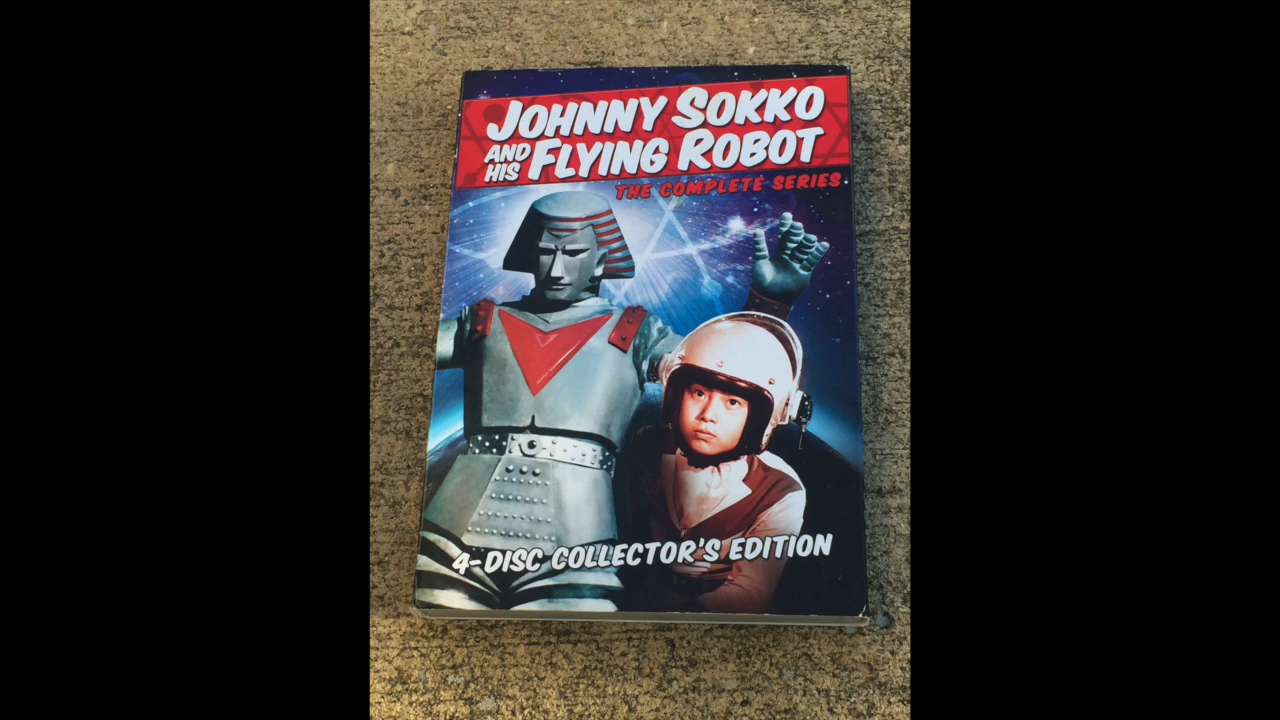 JOHNNY SOKKO
AND HIS FLYING ROBOT
THE COMPLETE SERIES
4-DISC COLLECTOR'S EDITION